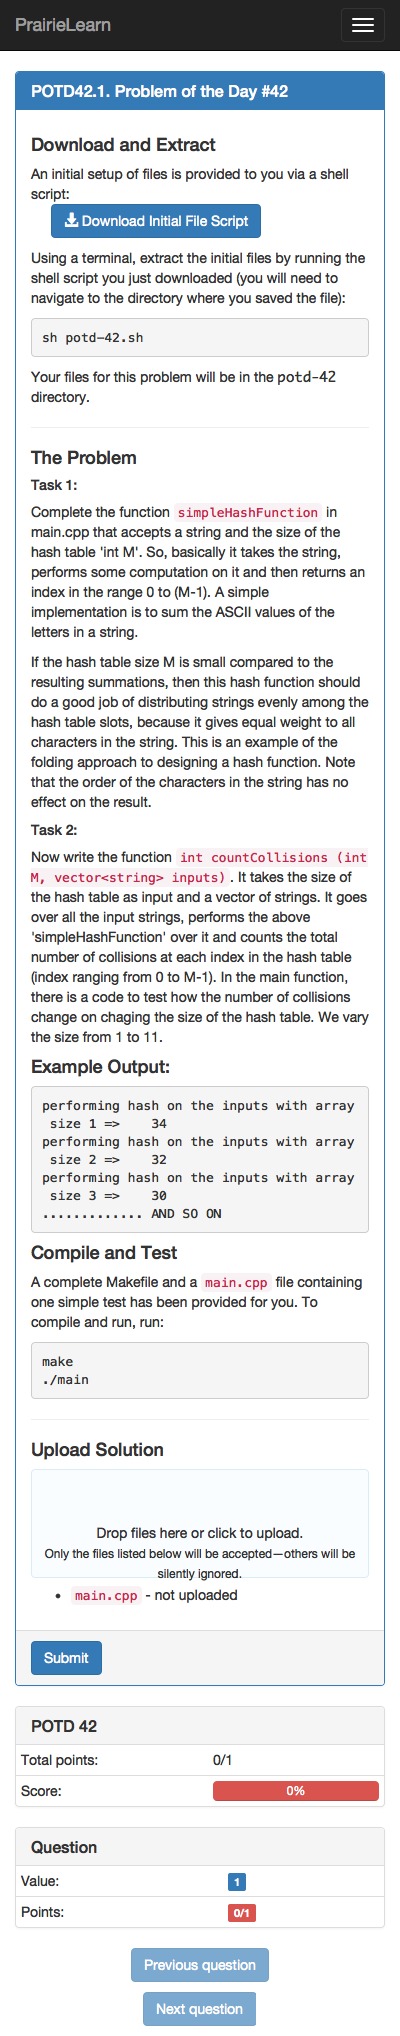 PrairieLearn
POTD42.1. Problem of the Day #42
Download and Extract
An initial setup of files is provided to you via a shell
script:
Download Initial File Script
Using a terminal, extract the initial files by running the
shell script you just downloaded (you will need to
navigate to the directory where you saved the file):
sh potd-42.sh
Your files for this problem will be in the potd-42
directory.
The Problem
Task 1:
Complete the function simpleHashFunction in
main.cpp that accepts a string and the size of the
hash table 'int M'. So, basically it takes the string,
performs some computation on it and then returns an
index in the range 0 to (M-1). A simple
implementation is to sum the ASCII values of the
letters in a string.
If the hash table size M is small compared to the
resulting summations, then this hash function should
do a good job of distributing strings evenly among the
hash table slots, because it gives equal weight to all
characters in the string. This is an example of the
folding approach to designing a hash function. Note
that the order of the characters in the string has no
effect on the result.
Task 2:
Now write the function int countCollisions (int
M, vector<string> inputs) . It takes the size of
the hash table as input and a vector of strings. It goes
over all the input strings, performs the above
'simpleHashFunction' over it and counts the total
number of collisions at each index in the hash table
(index ranging from 0 to M-1). In the main function,
there is a code to test how the number of collisions
change on chaging the size of the hash table. We vary
the size from 1 to 11.
Example Output:
performing hash on the inputs with array
size 1 => 34
performing hash on the inputs with array
size 2 => 32
performing hash on the inputs with array
size 3 => 30
............. AND SO ON
Compile and Test
A complete Makefile and a main.cpp file containing
one simple test has been provided for you. To
compile and run, run:
make
./main
Upload Solution
Drop files here or click to upload.
Only the files listed below will be accepted—others will be
silently ignored.
• main.cpp - not uploaded
Submit
POTD 42
Total points: 0/1
Score: 0%
Question
Value: 1
Points: 0/1
Previous question
Next question